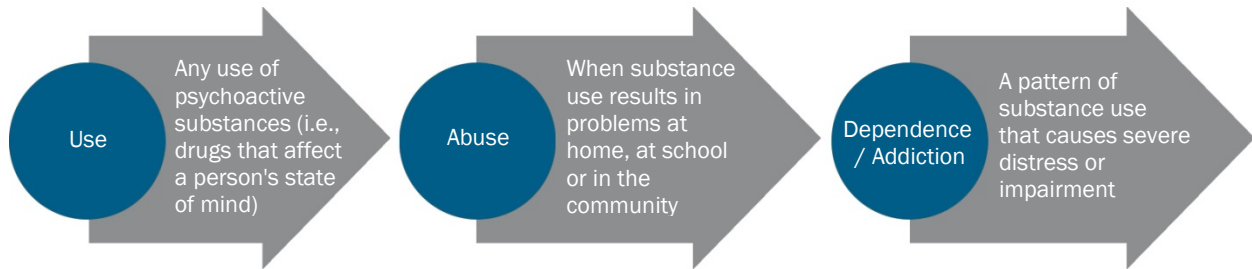 Use
Any use of
psychoactive
substances (i.e.,
drugs that affect
a person's state
of mind)
Abuse
When substance
use results in
problems at
home, at school
or in the
community
Dependence
/ Addiction
A pattern of
substance use
that causes severe
distress or
impairment